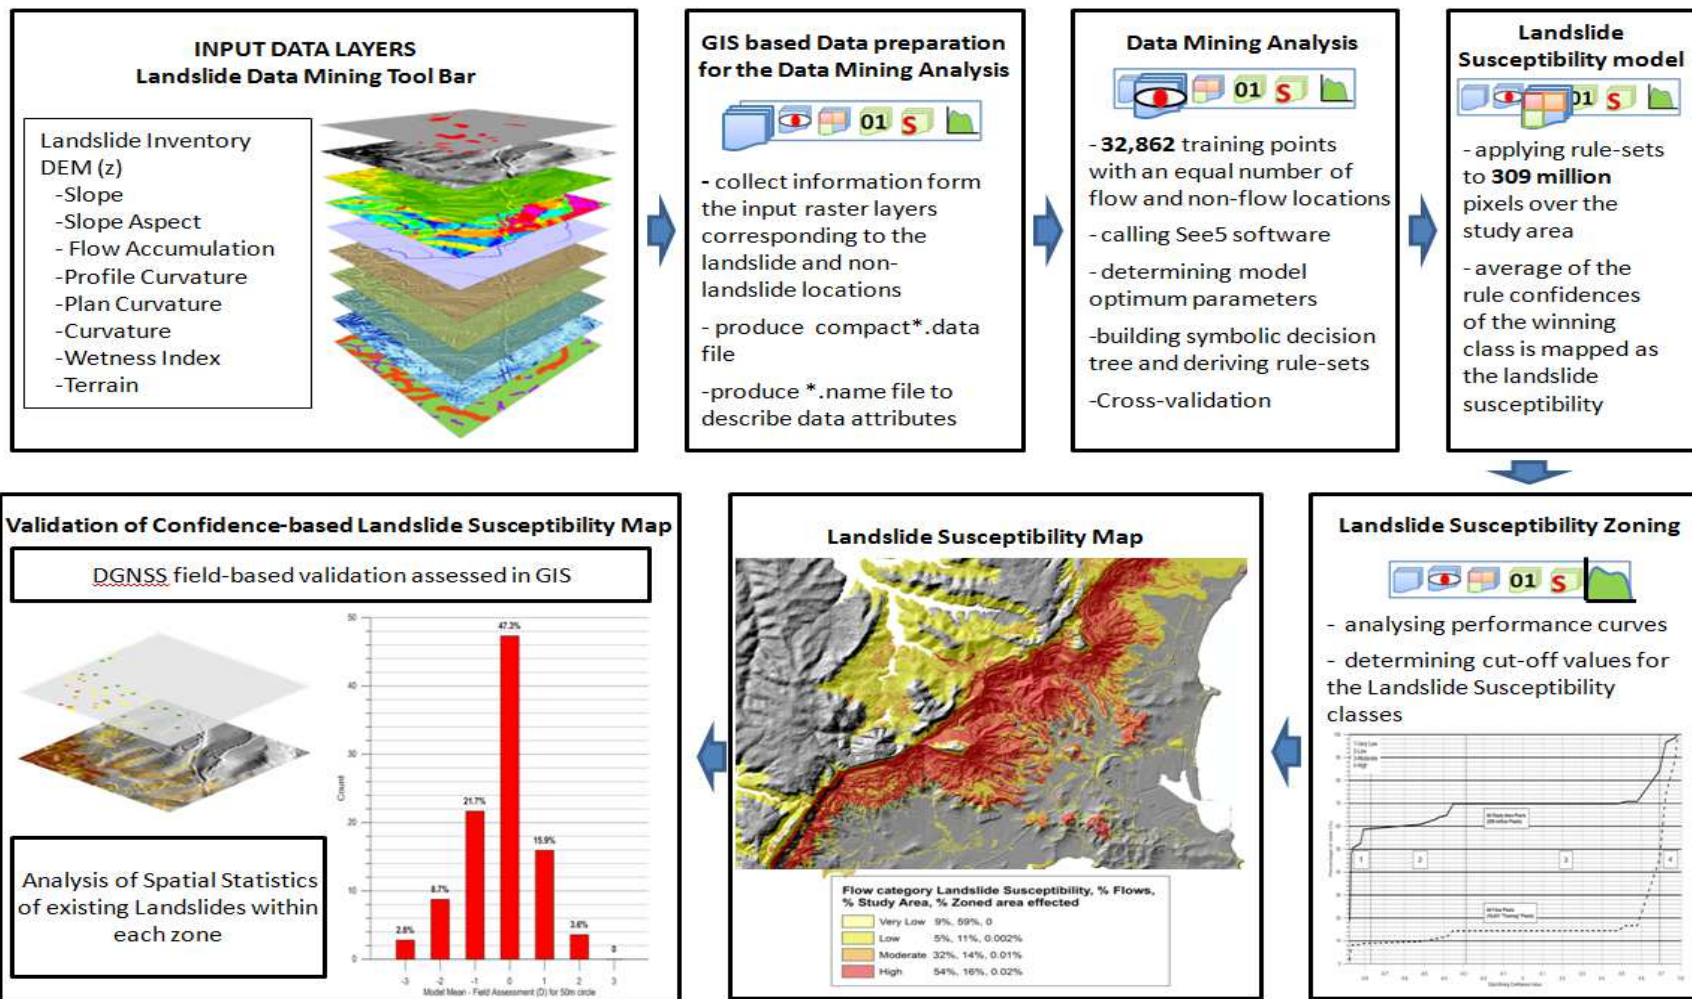 INPUT DATA LAYERS
Landslide Data Mining Tool Bar
Landslide Inventory
DEM (z)
-Slope
-Slope Aspect
- Flow Accumulation
-Profile Curvature
-Plan Curvature
-Curvature
-Wetness Index
-Terrain
GIS based Data preparation
for the Data Mining Analysis
01 S
- collect information form
the input raster layers
corresponding to the
landslide and non-
landslide locations
- produce compact*.data
file
-produce *.name file to
describe data attributes
Data Mining Analysis
01 S
- 32,862 training points
with an equal number of
flow and non-flow locations
- calling See5 software
- determining model
optimum parameters
-building symbolic decision
tree and deriving rule-sets
-Cross-validation
Landslide
Susceptibility model
01 S
- applying rule-sets
to 309 million
pixels over the
study area
- average of the
rule confidences
of the winning
class is mapped as
the landslide
susceptibility
Validation of Confidence-based Landslide Susceptibility Map
DGNSS field-based validation assessed in GIS
50
40
30
20
10
0
Count
2.8%
8.7%
21.7%
47.3%
15.9%
3.6%
0
-3 -2 -1 0 1 2 3
Model Mean - Field Assessment (D) for 50m circle
Analysis of Spatial Statistics
of existing Landslides within
each zone
Landslide Susceptibility Map
Flow category Landslide Susceptibility, % Flows,
% Study Area, % Zoned area effected
Very Low 9%, 59%, 0
Low 5%, 11%, 0.002%
Moderate 32%, 14%, 0.01%
High 54%, 16%, 0.02%
Landslide Susceptibility Zoning
01 S
- analysing performance curves
- determining cut-off values for
the Landslide Susceptibility
classes
1 2 3 4